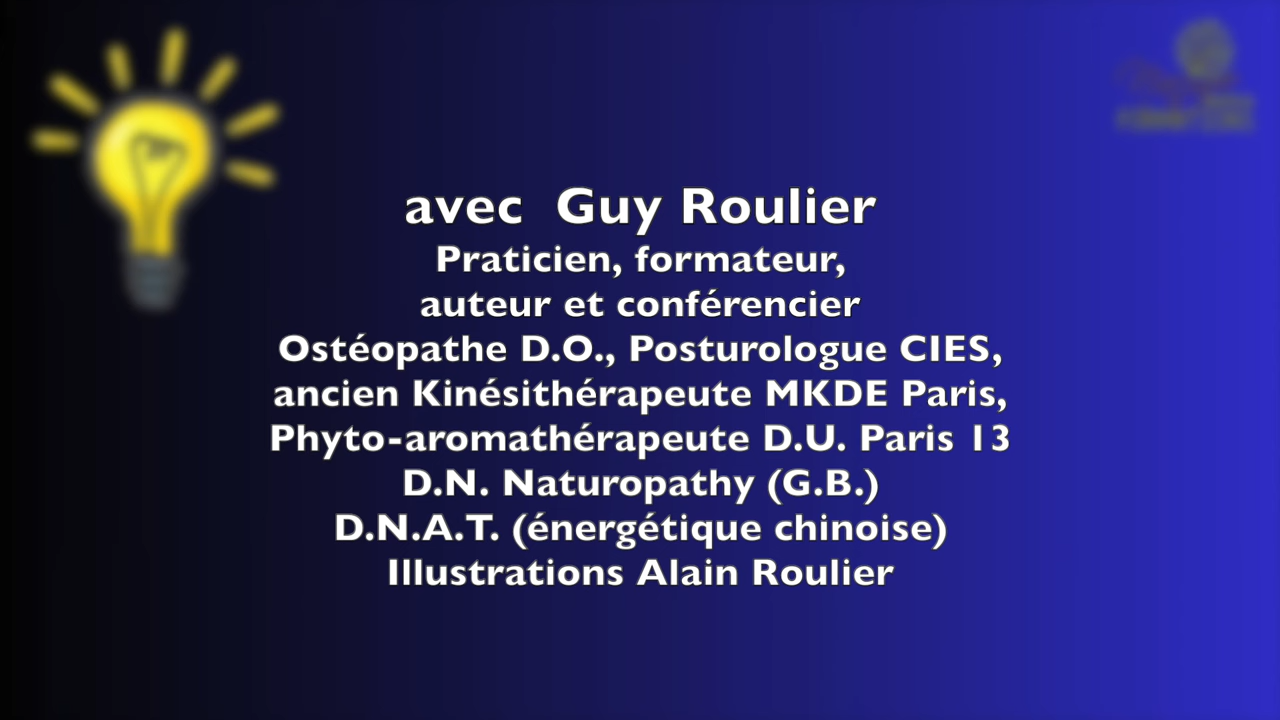 avec  Guy Roulier
Praticien, formateur,
auteur et conférencier
Ostéopathe D.O., Posturologue CIES,
ancien Kinésithérapeute MKDE Paris,
Phyto-aromathérapeute D.U. Paris 13
D.N. Naturopathy (G.B.)
D.N.A.T. (énergétique chinoise)
Illustrations Alain Roulier